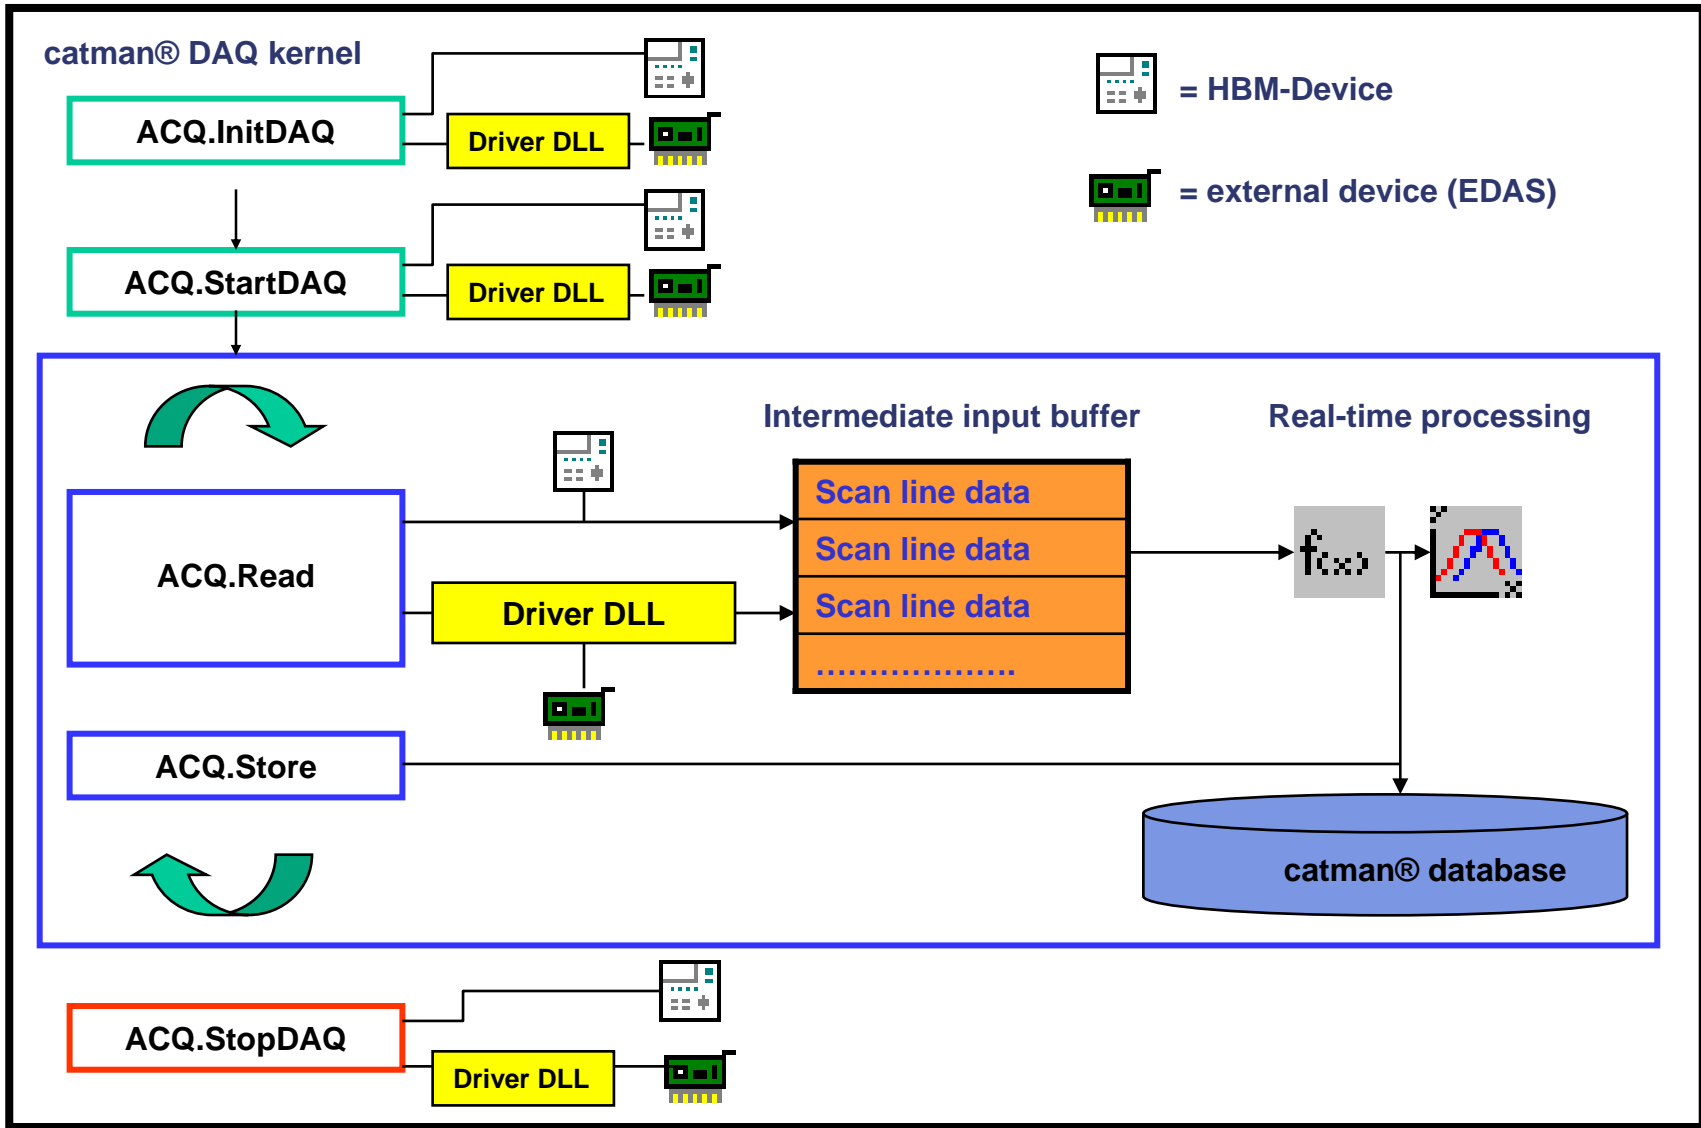 catman® DAQ kernel
= HBM-Device
ACQ.InitDAQ
Driver DLL
= external device (EDAS)
ACQ.StartDAQ
Driver DLL
Intermediate input buffer
Real-time processing
Scan line data
Scan line data
f(x)
ACQ.Read
Driver DLL
Scan line data
...................
ACQ.Store
catman® database
ACQ.StopDAQ
Driver DLL